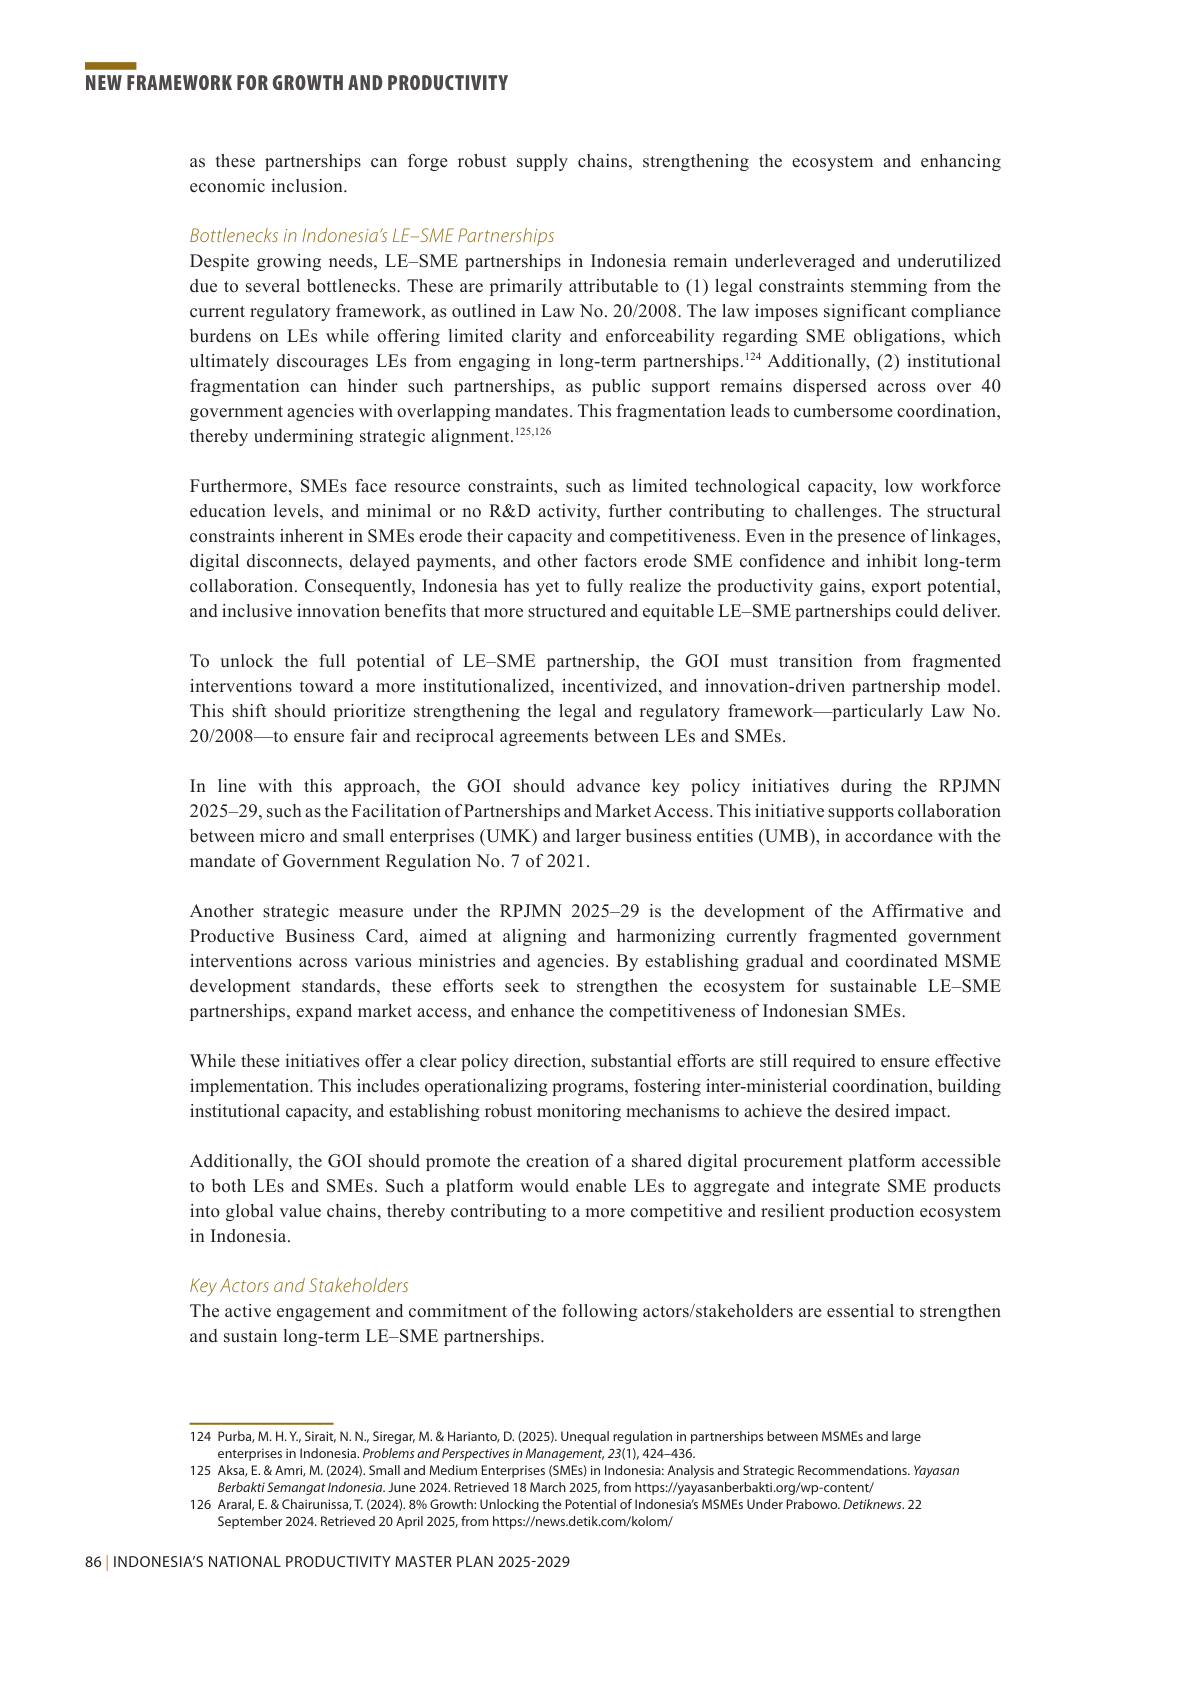 NEW FRAMEWORK FOR GROWTH AND PRODUCTIVITY
as these partnerships can forge robust supply chains, strengthening the ecosystem and enhancing
economic inclusion.
Bottlenecks in Indonesia’s LE–SME Partnerships
Despite growing needs, LE–SME partnerships in Indonesia remain underleveraged and underutilized
due to several bottlenecks. These are primarily attributable to (1) legal constraints stemming from the
current regulatory framework, as outlined in Law No. 20/2008. The law imposes significant compliance
burdens on LEs while offering limited clarity and enforceability regarding SME obligations, which
ultimately discourages LEs from engaging in long-term partnerships.124 Additionally, (2) institutional
fragmentation can hinder such partnerships, as public support remains dispersed across over 40
government agencies with overlapping mandates. This fragmentation leads to cumbersome coordination,
thereby undermining strategic alignment.125,126
Furthermore, SMEs face resource constraints, such as limited technological capacity, low workforce
education levels, and minimal or no R&D activity, further contributing to challenges. The structural
constraints inherent in SMEs erode their capacity and competitiveness. Even in the presence of linkages,
digital disconnects, delayed payments, and other factors erode SME confidence and inhibit long-term
collaboration. Consequently, Indonesia has yet to fully realize the productivity gains, export potential,
and inclusive innovation benefits that more structured and equitable LE–SME partnerships could deliver.
To unlock the full potential of LE–SME partnership, the GOI must transition from fragmented
interventions toward a more institutionalized, incentivized, and innovation-driven partnership model.
This shift should prioritize strengthening the legal and regulatory framework—particularly Law No.
20/2008—to ensure fair and reciprocal agreements between LEs and SMEs.
In line with this approach, the GOI should advance key policy initiatives during the RPJMN
2025–29, such as the Facilitation of Partnerships and Market Access. This initiative supports collaboration
between micro and small enterprises (UMK) and larger business entities (UMB), in accordance with the
mandate of Government Regulation No. 7 of 2021.
Another strategic measure under the RPJMN 2025–29 is the development of the Affirmative and
Productive Business Card, aimed at aligning and harmonizing currently fragmented government
interventions across various ministries and agencies. By establishing gradual and coordinated MSME
development standards, these efforts seek to strengthen the ecosystem for sustainable LE–SME
partnerships, expand market access, and enhance the competitiveness of Indonesian SMEs.
While these initiatives offer a clear policy direction, substantial efforts are still required to ensure effective
implementation. This includes operationalizing programs, fostering inter-ministerial coordination, building
institutional capacity, and establishing robust monitoring mechanisms to achieve the desired impact.
Additionally, the GOI should promote the creation of a shared digital procurement platform accessible
to both LEs and SMEs. Such a platform would enable LEs to aggregate and integrate SME products
into global value chains, thereby contributing to a more competitive and resilient production ecosystem
in Indonesia.
Key Actors and Stakeholders
The active engagement and commitment of the following actors/stakeholders are essential to strengthen
and sustain long-term LE–SME partnerships.
124 Purba, M. H. Y., Sirait, N. N., Siregar, M. & Harianto, D. (2025). Unequal regulation in partnerships between MSMEs and large
enterprises in Indonesia. Problems and Perspectives in Management, 23(1), 424–436.
125 Aksa, E. & Amri, M. (2024). Small and Medium Enterprises (SMEs) in Indonesia: Analysis and Strategic Recommendations. Yayasan
Berbakti Semangat Indonesia. June 2024. Retrieved 18 March 2025, from https://yayasanberbakti.org/wp-content/
126 Araral, E. & Chairunissa, T. (2024). 8% Growth: Unlocking the Potential of Indonesia’s MSMEs Under Prabowo. Detiknews. 22
September 2024. Retrieved 20 April 2025, from https://news.detik.com/kolom/
86 | INDONESIA’S NATIONAL PRODUCTIVITY MASTER PLAN 2025-2029